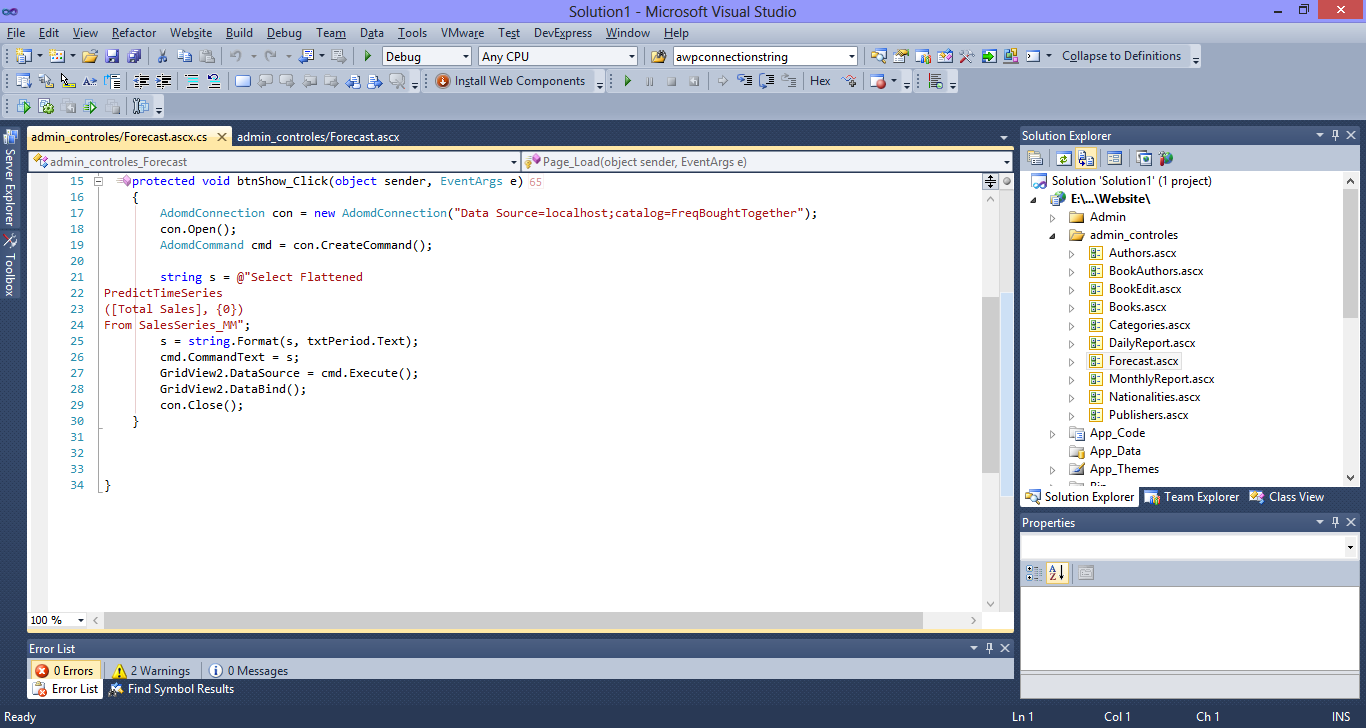 Solution1 - Microsoft Visual Studio
File Edit View Refactor Website Build Debug Team Data Tools VMware Test DevExpress Window Help
Debug Any CPU awpconnectionstring Collapse to Definitions
Install Web Components Hex
admin_controles/Forecast.ascx.cs admin_controles/Forecast.ascx
admin_controles_Forecast Page_Load(object sender, EventArgs e)
Server Explorer
Toolbox
15 protected void btnShow_Click(object sender, EventArgs e) 65
16 {
17 AdomdConnection con = new AdomdConnection("Data Source=localhost;catalog=FreqBoughtTogether");
18 con.Open();
19 AdomdCommand cmd = con.CreateCommand();
20
21 string s = @"Select Flattened
22 PredictTimeSeries
23 ([Total Sales], {0})
24 From SalesSeries_MM";
25 s = string.Format(s, txtPeriod.Text);
26 cmd.CommandText = s;
27 GridView2.DataSource = cmd.Execute();
28 GridView2.DataBind();
29 con.Close();
30 }
31
32
33
34 }
100 %
Error List
0 Errors 2 Warnings 0 Messages
Error List Find Symbol Results
Solution Explorer
Solution 'Solution1' (1 project)
E:\...\Website\
Admin
admin_controles
Authors.ascx
BookAuthors.ascx
BookEdit.ascx
Books.ascx
Categories.ascx
DailyReport.ascx
Forecast.ascx
MonthlyReport.ascx
Nationalities.ascx
Publishers.ascx
App_Code
App_Data
App_Themes
Bin
Solution Explorer Team Explorer Class View
Properties
Ready Ln 1 Col 1 Ch 1 INS